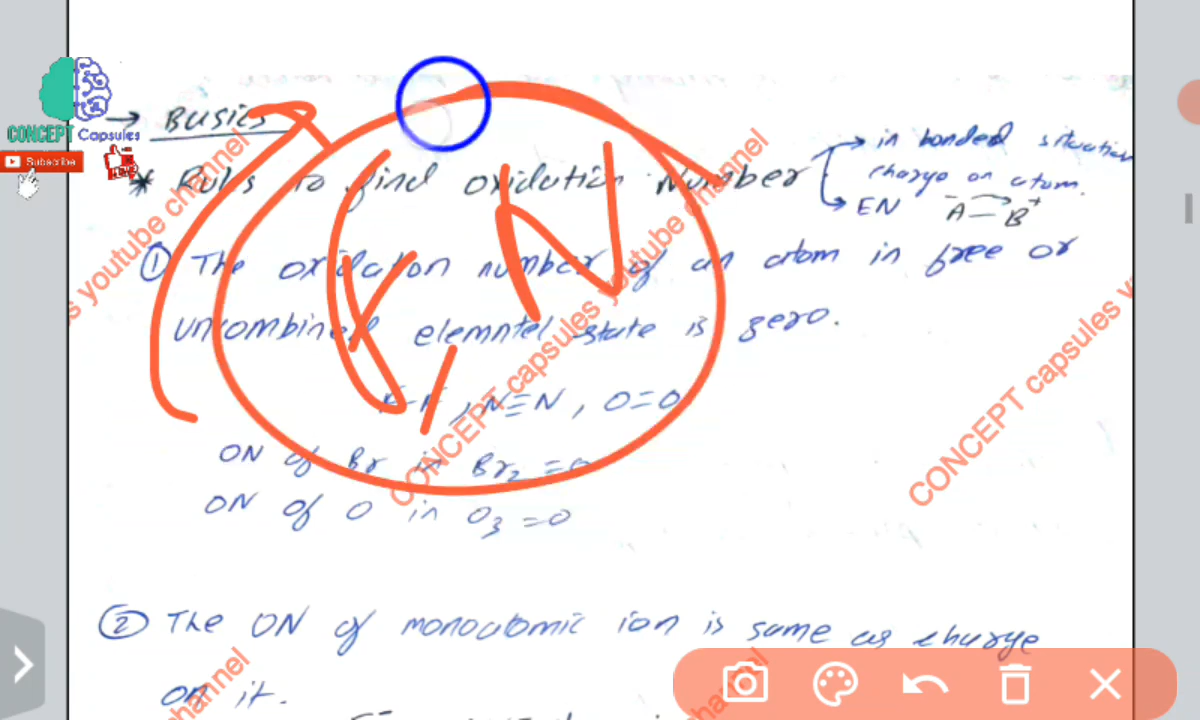 CONCEPT Capsules
Subscribe
→ Basics
* Rules to find oxidation Number → in bonded situation
charge on atom.
→ EN A — B
① The oxidation number of an atom in free or
uncombined elemntel state is zero.
, N≡N, O=O
ON of Br in Br₂ = 0
ON of O in O₃ = 0
② The ON of monoatomic ion is same as charge
on it.
s youtube channel
CONCEPT capsules youtube channel
CONCEPT capsules
channel
channel